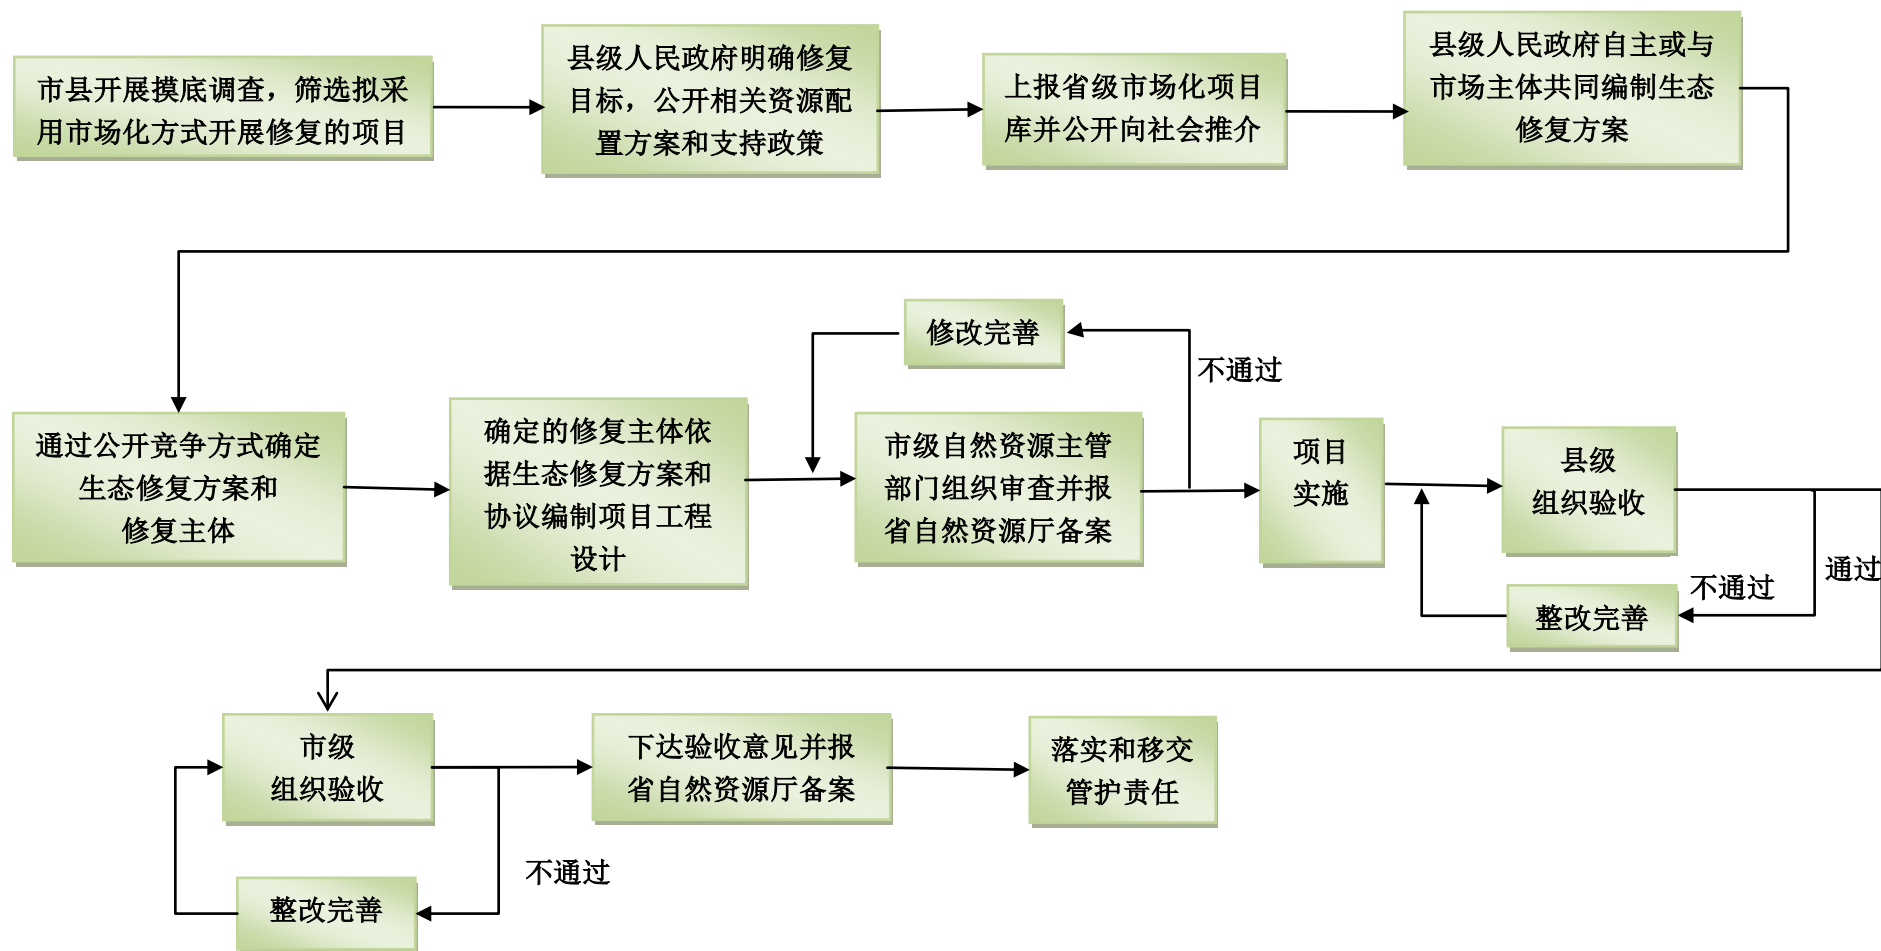 市县开展摸底调查，筛选拟采
用市场化方式开展修复的项目
县级人民政府明确修复
目标，公开相关资源配
置方案和支持政策
上报省级市场化项目
库并公开向社会推介
县级人民政府自主或与
市场主体共同编制生态
修复方案
通过公开竞争方式确定
生态修复方案和
修复主体
确定的修复主体依
据生态修复方案和
协议编制项目工程
设计
修改完善
不通过
市级自然资源主管
部门组织审查并报
省自然资源厅备案
项目
实施
县级
组织验收
不通过
通过
整改完善
市级
组织验收
不通过
整改完善
下达验收意见并报
省自然资源厅备案
落实和移交
管护责任